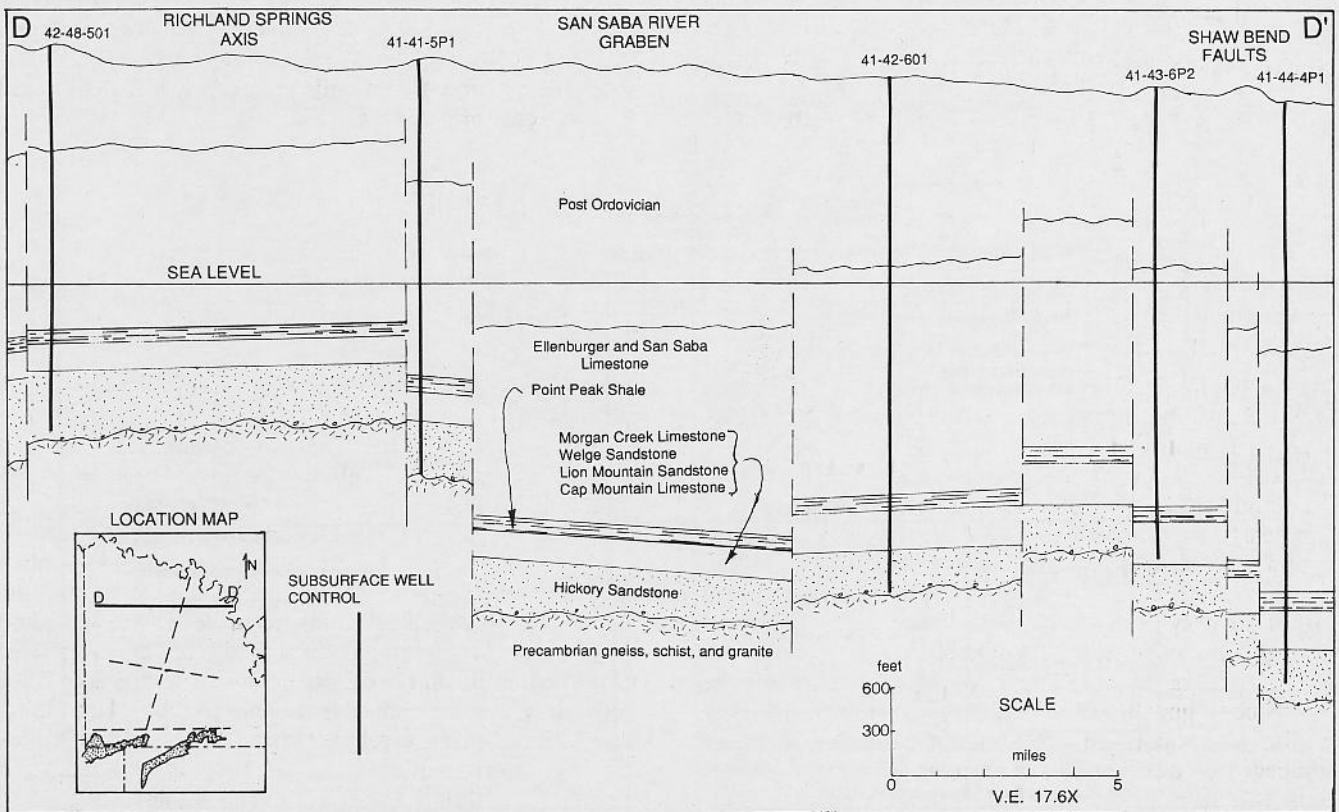 D
42-48-501
RICHLAND SPRINGS
AXIS
41-41-5P1
SAN SABA RIVER
GRABEN
41-42-601
SHAW BEND
FAULTS
D'
41-43-6P2
41-44-4P1
Post Ordovician
SEA LEVEL
Ellenburger and San Saba
Limestone
Point Peak Shale
Morgan Creek Limestone
Welge Sandstone
Lion Mountain Sandstone
Cap Mountain Limestone
Hickory Sandstone
Precambrian gneiss, schist, and granite
LOCATION MAP
N
D
D'
SUBSURFACE WELL
CONTROL
feet
600
300
SCALE
miles
0
5
V.E. 17.6X